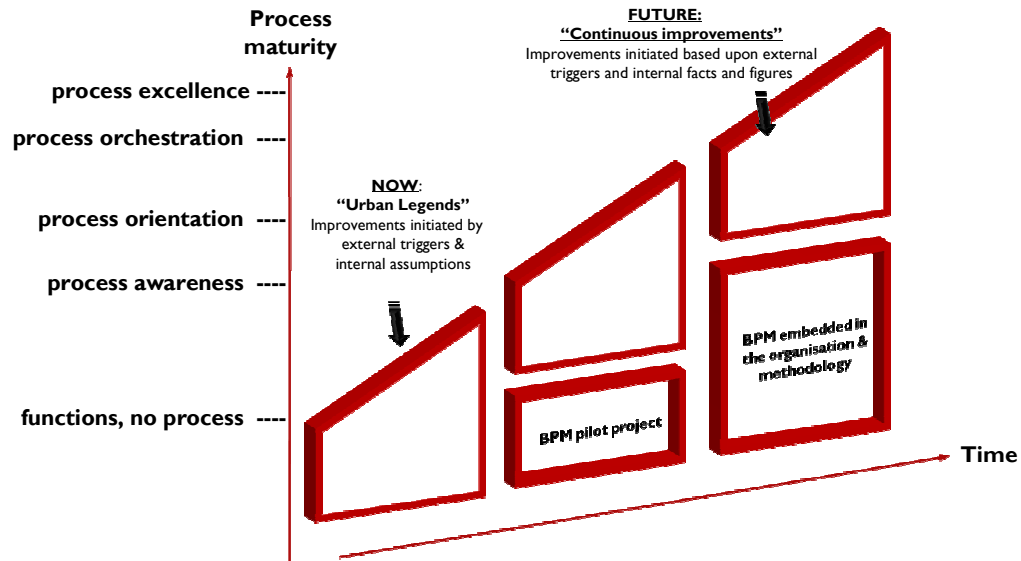 Process
maturity
process excellence ----
process orchestration ----
process orientation ----
process awareness ----
functions, no process ----
NOW:
“Urban Legends”
Improvements initiated by
external triggers &
internal assumptions
FUTURE:
“Continuous improvements”
Improvements initiated based upon external
triggers and internal facts and figures
BPM pilot project
BPM embedded in
the organisation &
methodology
Time